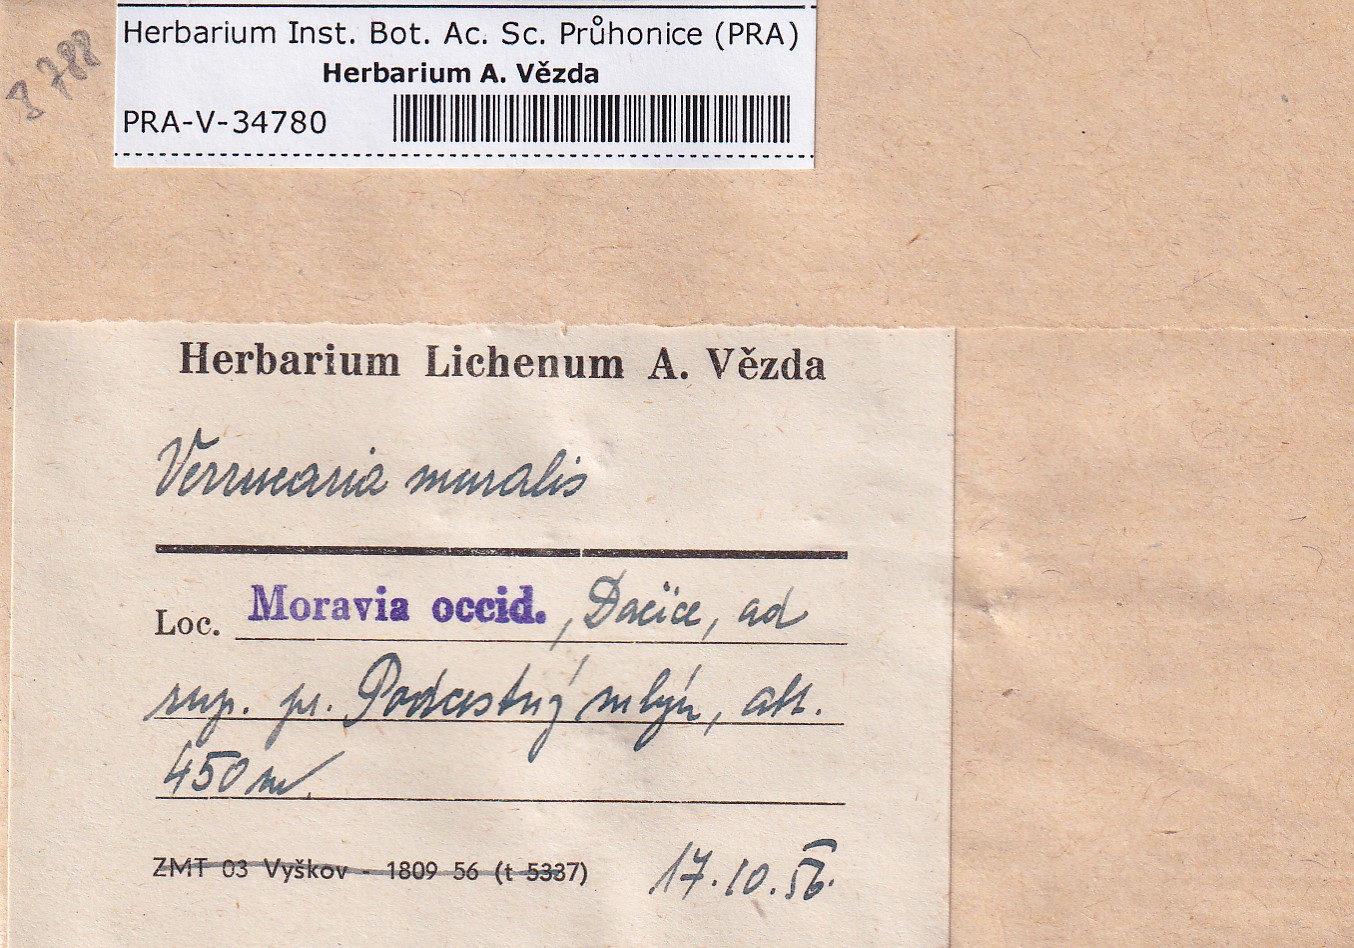 8788
Herbarium Inst. Bot. Ac. Sc. Průhonice (PRA)
Herbarium A. Vězda
PRA-V-34780
Herbarium Lichenum A. Vězda
Verrucaria muralis
Loc. Moravia occid., Dačice, ad
rup. pr. Podcestný mlýn, alt.
450 m.
ZMT 03 Vyškov - 1809 56 (t 5337)
17.10.56.